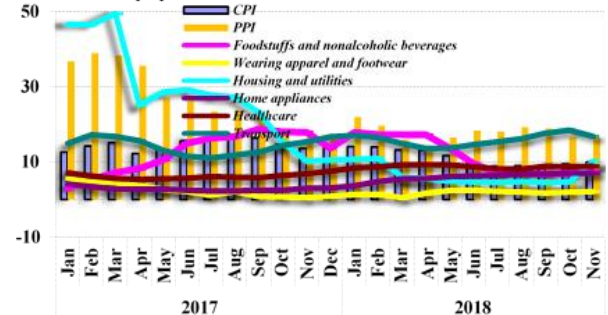 50
30
10
-10
CPI
PPI
Foodstuffs and nonalcoholic beverages
Wearing apparel and footwear
Housing and utilities
Home appliances
Healthcare
Transport
Jan Feb Mar Apr May Jun Jul Aug Sep Oct Nov Dec Jan Feb Mar Apr May Jun Jul Aug Sep Oct Nov
2017 2018